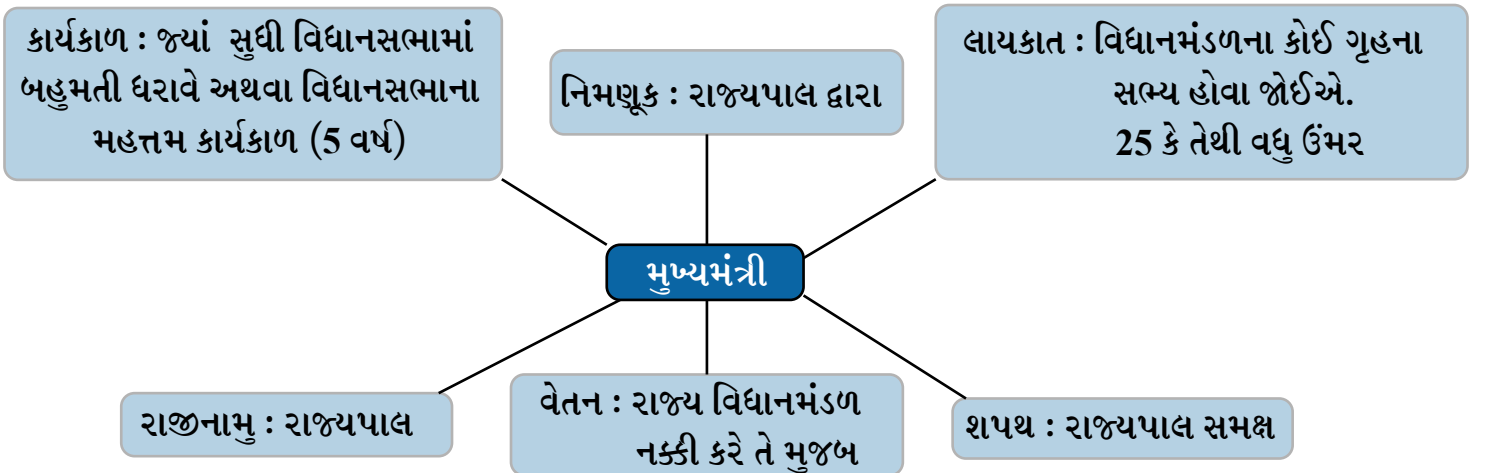 કાર્યકાળ : જ્યાં સુધી વિધાનસભામાં
બહુમતી ધરાવે અથવા વિધાનસભાના
મહત્તમ કાર્યકાળ (5 વર્ષ)
નિમણૂક : રાજ્યપાલ દ્વારા
લાયકાત : વિધાનમંડળના કોઈ ગૃહના
સભ્ય હોવા જોઈએ.
25 કે તેથી વધુ ઉંમર
મુખ્યમંત્રી
રાજીનામુ : રાજ્યપાલ
વેતન : રાજ્ય વિધાનમંડળ
નક્કી કરે તે મુજબ
શપથ : રાજ્યપાલ સમક્ષ